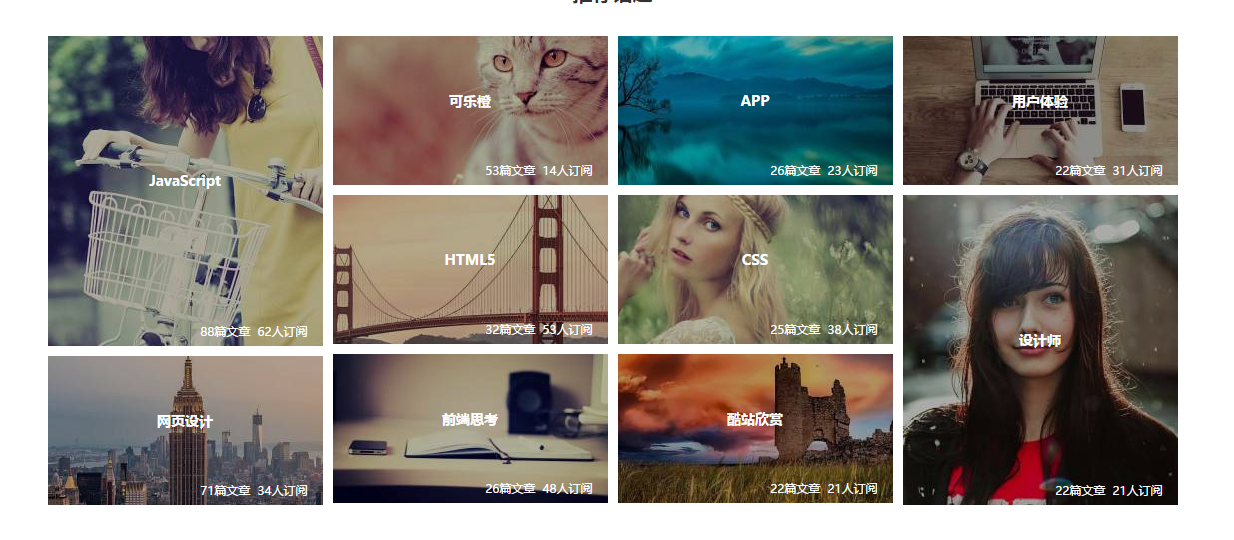 JavaScript
88篇文章 62人订阅
可乐橙
53篇文章 14人订阅
APP
26篇文章 23人订阅
用户体验
22篇文章 31人订阅
HTML5
32篇文章 53人订阅
CSS
25篇文章 38人订阅
设计师
22篇文章 21人订阅
网页设计
71篇文章 34人订阅
前端思考
26篇文章 48人订阅
酷站欣赏
22篇文章 21人订阅